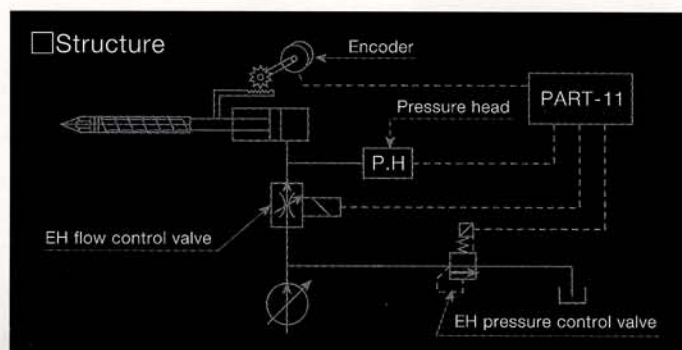 □Structure
Encoder
PART-11
Pressure head
P.H
EH flow control valve
EH pressure control valve